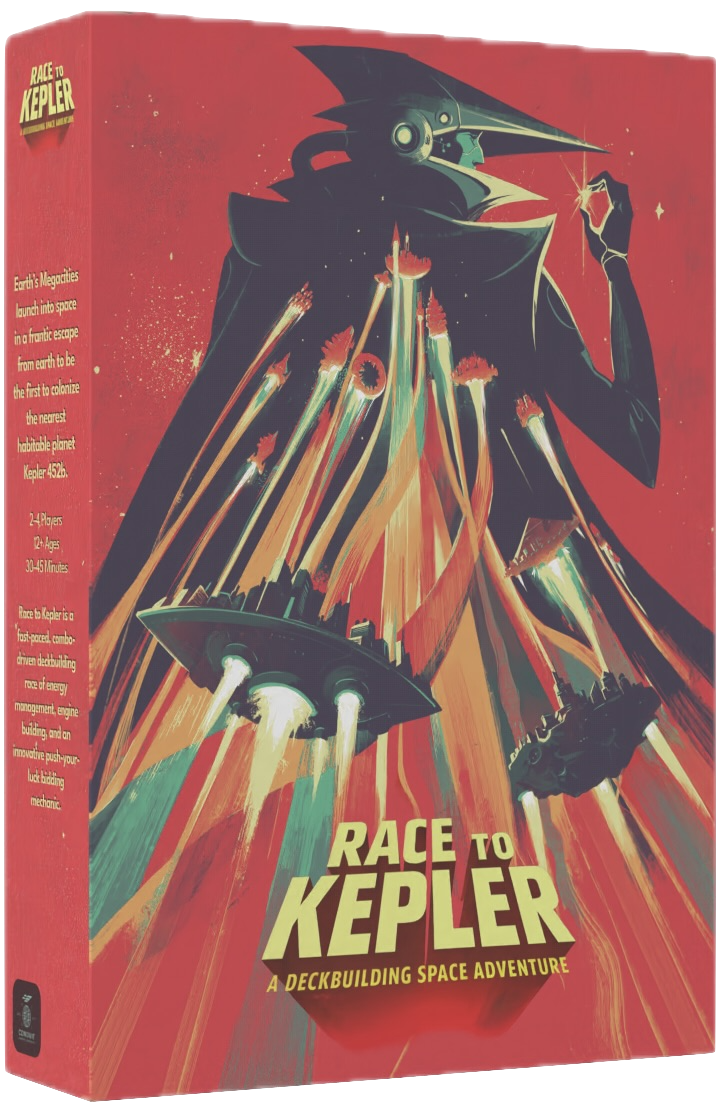 RACE TO
KEPLER
A DECKBUILDING SPACE ADVENTURE
Earth's Megacities
launch into space
in a frantic escape
from earth to be
the first to colonize
the nearest
habitable planet
Kepler 452b.
2-4 Players
12+ Ages
30-45 Minutes
Race to Kepler is a
fast-paced, combo-
driven deckbuilding
race of energy
management, engine
building, and an
innovative push-your-
luck bidding
mechanic.
RACE TO
KEPLER
A DECKBUILDING SPACE ADVENTURE